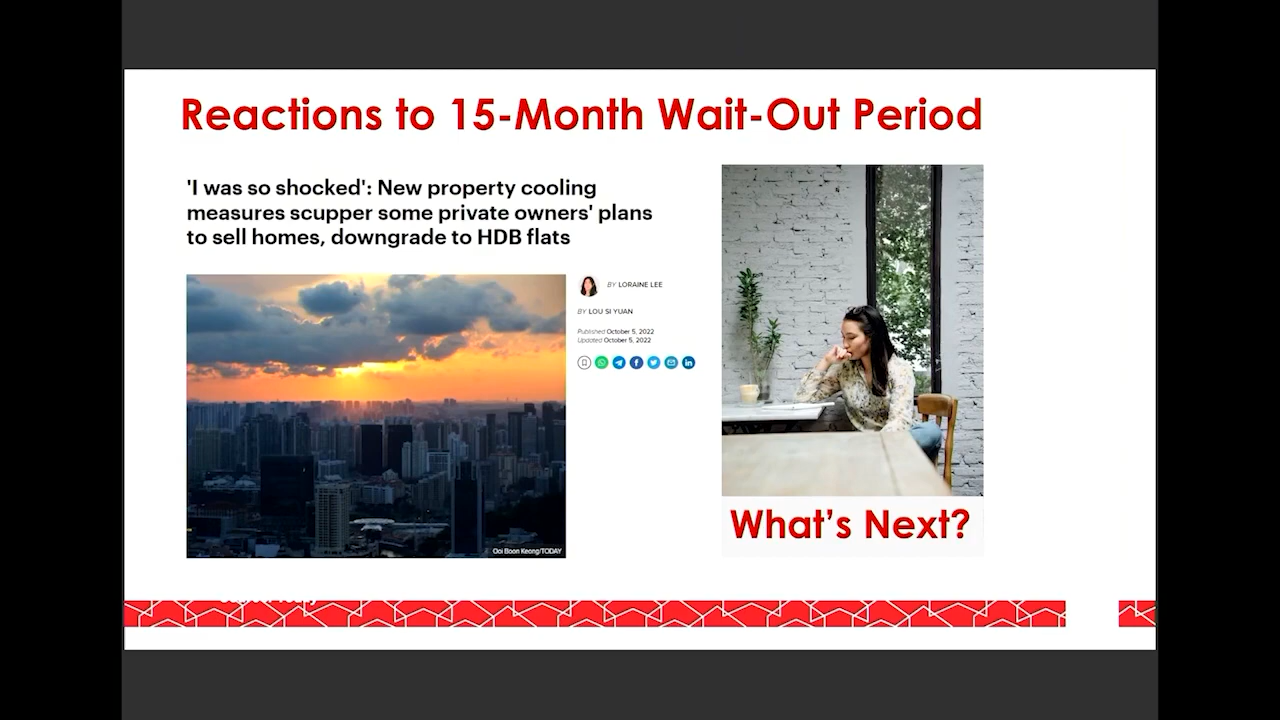 Reactions to 15-Month Wait-Out Period
'I was so shocked': New property cooling
measures scupper some private owners' plans
to sell homes, downgrade to HDB flats
BY LORAINE LEE
BY LOU SI YUAN
Published October 5, 2022
Updated October 5, 2022
Ooi Boon Keong/TODAY
What's Next?